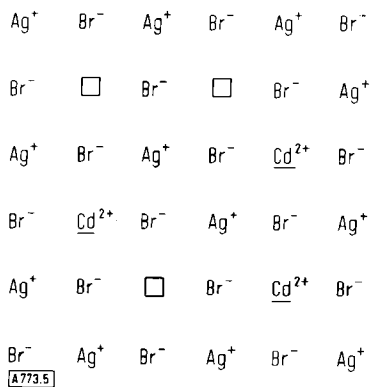 Ag⁺ Br⁻ Ag⁺ Br⁻ Ag⁺ Br⁻
Br⁻ □ Br⁻ □ Br⁻ Ag⁺
Ag⁺ Br⁻ Ag⁺ Br⁻ Cd²⁺ Br⁻
Br⁻ Cd²⁺ Br⁻ Ag⁺ Br⁻ Ag⁺
Ag⁺ Br⁻ □ Br⁻ Cd²⁺ Br⁻
Br⁻ Ag⁺ Br⁻ Ag⁺ Br⁻ Ag⁺
A773.5